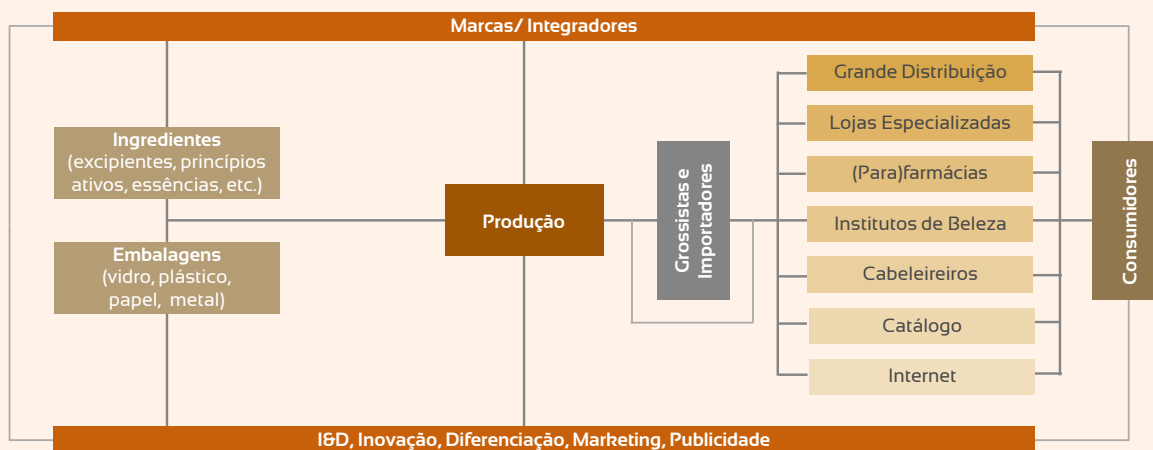 Marcas/ Integradores
Ingredientes
(excipientes, princípios
ativos, essências, etc.)
Embalagens
(vidro, plástico,
papel, metal)
Produção
Grossistas e
Importadores
Grande Distribuição
Lojas Especializadas
(Para)farmácias
Institutos de Beleza
Cabeleireiros
Catálogo
Internet
Consumidores
I&D, Inovação, Diferenciação, Marketing, Publicidade